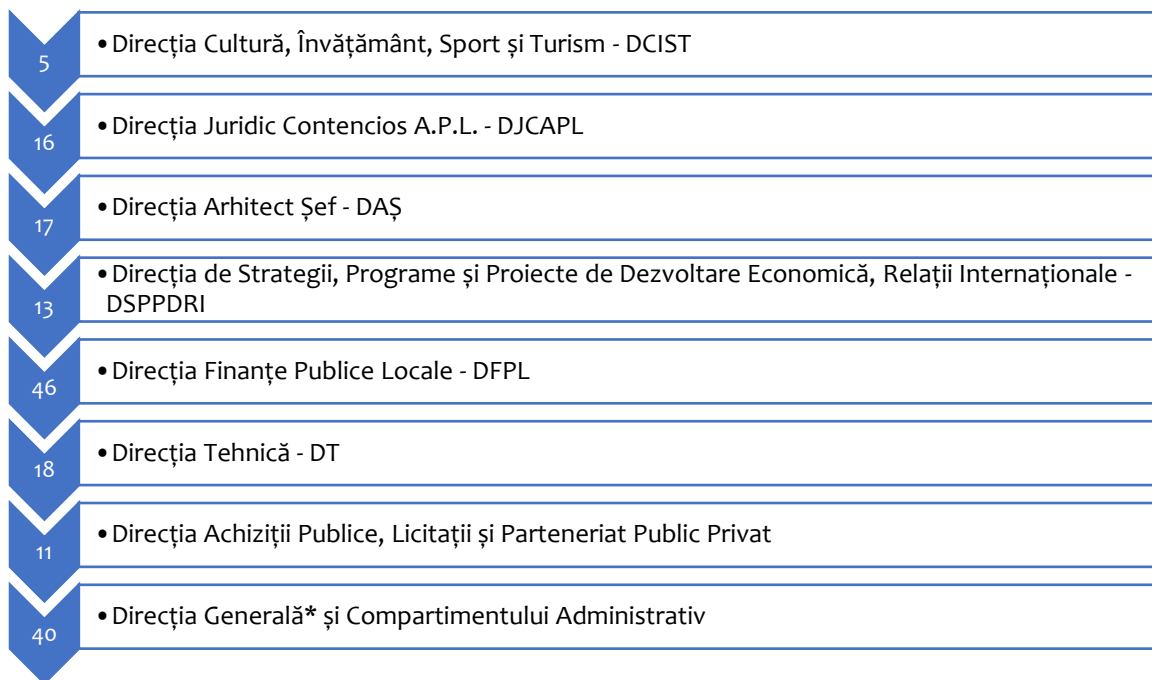 5
• Direcția Cultură, Învățământ, Sport și Turism - DCIST
16
• Direcția Juridic Contencios A.P.L. - DJCAPL
17
• Direcția Arhitect Șef - DAȘ
13
• Direcția de Strategii, Programe și Proiecte de Dezvoltare Economică, Relații Internaționale -
DSPPDRI
46
• Direcția Finanțe Publice Locale - DFPL
18
• Direcția Tehnică - DT
11
• Direcția Achiziții Publice, Licitații și Parteneriat Public Privat
40
• Direcția Generală* și Compartimentului Administrativ